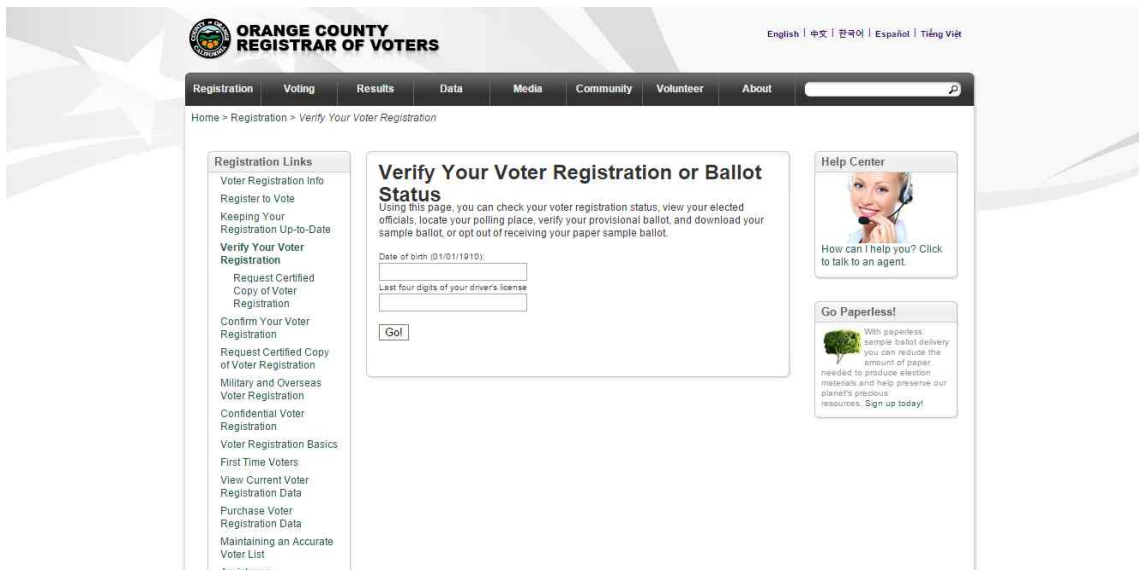 ORANGE COUNTY
REGISTRAR OF VOTERS
English | 中文 | 한국어 | Español | Tiếng Việt
Registration Voting Results Data Media Community Volunteer About
Home > Registration > Verify Your Voter Registration
Registration Links
Voter Registration Info
Register to Vote
Keeping Your
Registration Up-to-Date
Verify Your Voter
Registration
Request Certified
Copy of Voter
Registration
Confirm Your Voter
Registration
Request Certified Copy
of Voter Registration
Military and Overseas
Voter Registration
Confidential Voter
Registration
Voter Registration Basics
First Time Voters
View Current Voter
Registration Data
Purchase Voter
Registration Data
Maintaining an Accurate
Voter List
Verify Your Voter Registration or Ballot
Status
Using this page, you can check your voter registration status, view your elected
officials, locate your polling place, verify your provisional ballot, and download your
sample ballot, or opt out of receiving your paper sample ballot.
Date of birth (01/01/1910):
Last four digits of your driver's license
Go!
Help Center
How can I help you? Click
to talk to an agent.
Go Paperless!
With paperless
sample ballot delivery
you can reduce the
amount of paper
needed to produce election
materials and help preserve our
planet's precious
resources. Sign up today!